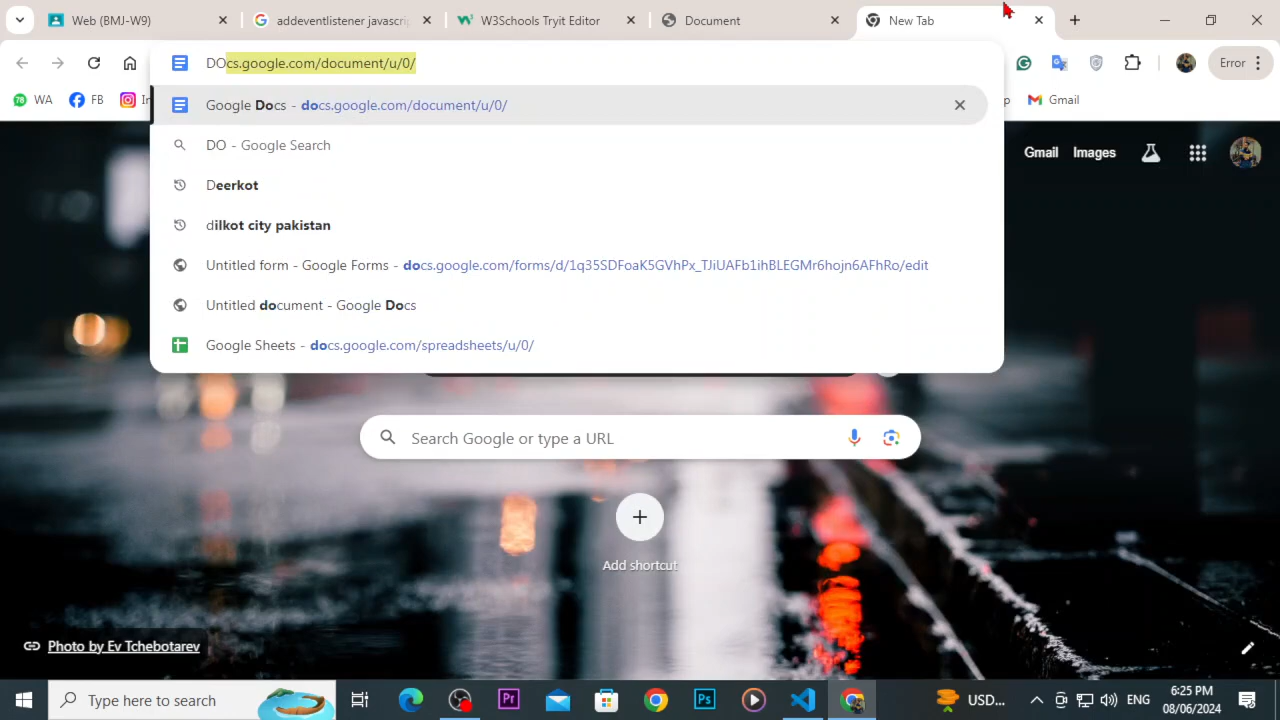 Web (BMJ-W9)
addeventlistener javascrip
W3Schools Tryit Editor
Document
New Tab
DOcs.google.com/document/u/0/
Error
WA
FB
Gmail
Google Docs - docs.google.com/document/u/0/
DO - Google Search
Deerkot
dilkot city pakistan
Untitled form - Google Forms - docs.google.com/forms/d/1q35SDFoaK5GVhPx_TJiUAFb1ihBLEGMr6hojn6AFhRo/edit
Untitled document - Google Docs
Google Sheets - docs.google.com/spreadsheets/u/0/
Gmail
Images
Search Google or type a URL
Add shortcut
Photo by Ev Tchebotarev
Type here to search
Pr
Ps
USD...
ENG
6:25 PM
08/06/2024